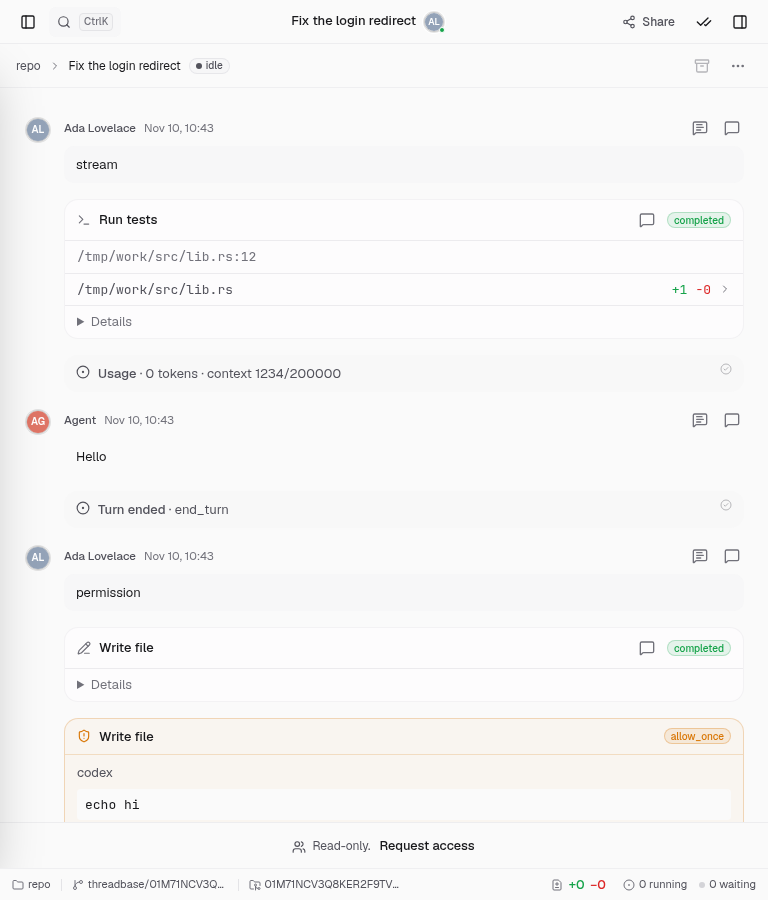 CtrlK
Fix the login redirect
AL
Share
repo
Fix the login redirect
idle
AL
Ada Lovelace
Nov 10, 10:43
stream
Run tests
completed
/tmp/work/src/lib.rs:12
/tmp/work/src/lib.rs
+1 -0
Details
Usage · 0 tokens · context 1234/200000
AG
Agent
Nov 10, 10:43
Hello
Turn ended · end_turn
AL
Ada Lovelace
Nov 10, 10:43
permission
Write file
completed
Details
Write file
allow_once
codex
echo hi
Read-only.
Request access
repo
threadbase/01M71NCV3Q...
01M71NCV3Q8KER2F9TV...
+0 −0
0 running
0 waiting